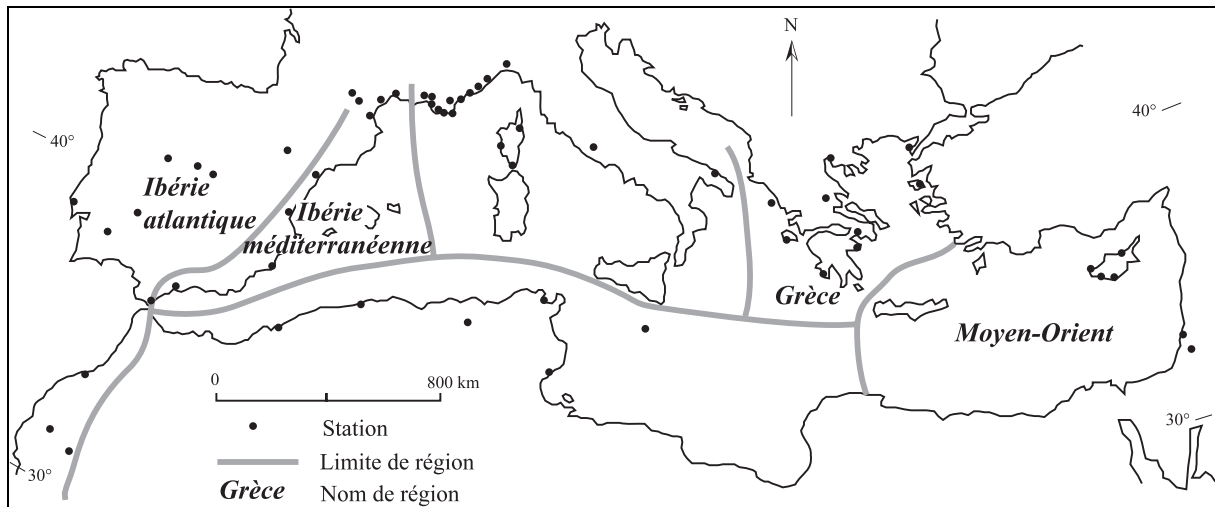 N
40°
40°
Ibérie
atlantique
Ibérie
méditerranéenne
Grèce
Moyen-Orient
0
800 km
Station
Limite de région
Grèce
Nom de région
30°
30°